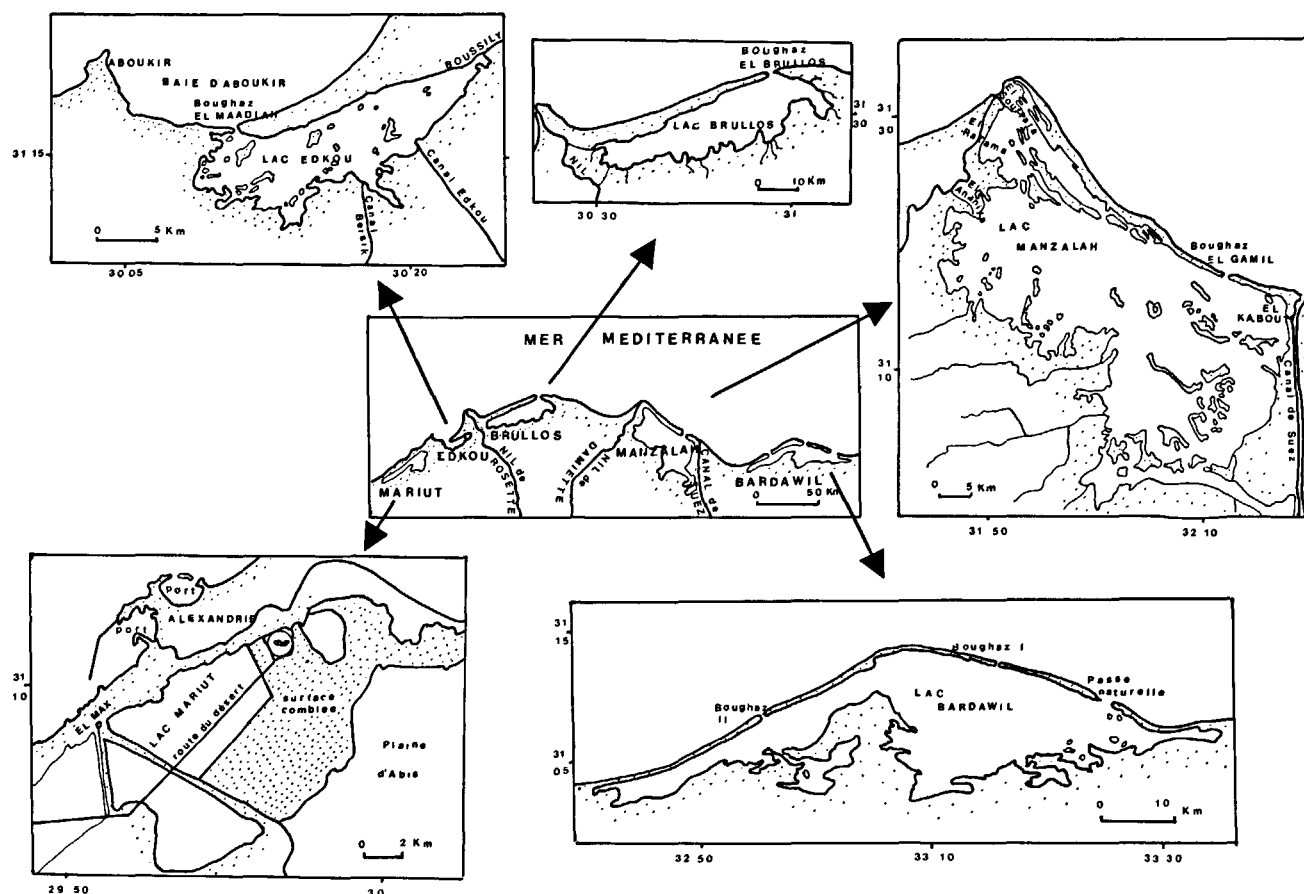 ABOUKIR
BAIE D'ABOUKIR
Boughaz
EL MAADIAH
BOUSSILY
LAC EDKOU
Canal Edkou
Canal
Bersik
31 15
0 5 Km
30 05
30 20
Boughaz
EL BRULLOS
LAC BRULLOS
NIL
0 10 Km
30 30
31
31
30
31
30
El
Ratama
El
Anani
LAC
MANZALAH
Boughaz
EL GAMIL
EL
KABOUTI
Canal de Suez
31
10
0 5 Km
31 50
32 10
MER MEDITERRANEE
BRULLOS
EDKOU
MARIUT
NIL de
ROSETTE
NIL de
DAMIETTE
MANZALAH
CANAL de
SUEZ
BARDAWIL
0 50 Km
Port
ALEXANDRIE
port
31
10
EL MAX
LAC MARIUT
route du désert
surface
comblée
Plaine
d'Abis
0 2 Km
29 50
30
31
15
Boughaz I
Passe
naturelle
LAC
BARDAWIL
Boughaz
II
31
05
0 10
Km
32 50
33 10
33 30